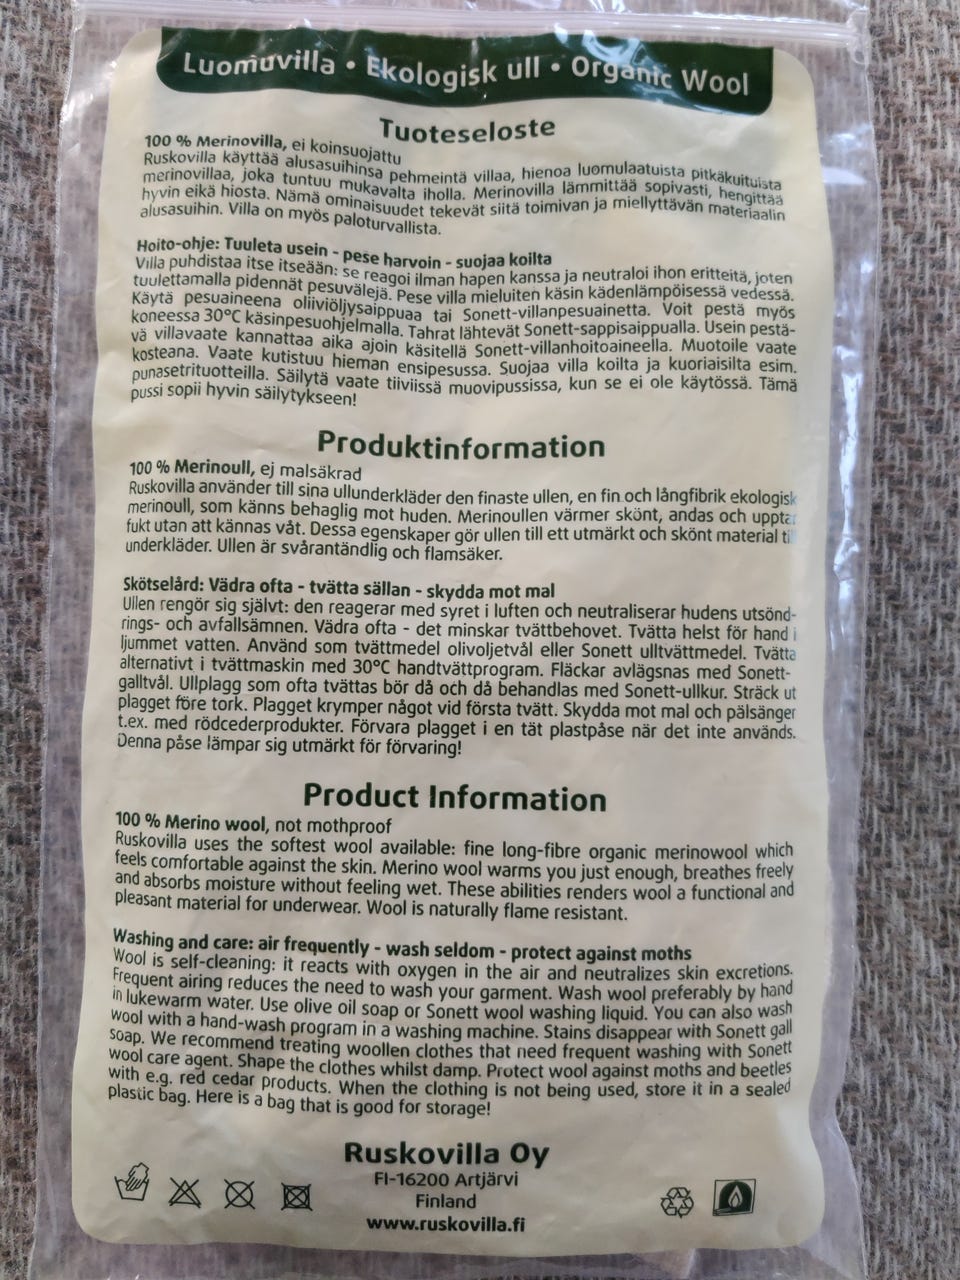 Luomuvilla • Ekologisk ull • Organic Wool
Tuoteseloste
100 % Merinovilla, ei koinsuojattu
Ruskovilla käyttää alusasuihinsa pehmeintä villaa, hienoa luomulaatuista pitkäkuituista
merinovillaa, joka tuntuu mukavalta iholla. Merinovilla lämmittää sopivasti, hengittää
hyvin eikä hiosta. Nämä ominaisuudet tekevät siitä toimivan ja miellyttävän materiaalin
alusasuihin. Villa on myös paloturvallista.
Hoito-ohje: Tuuleta usein - pese harvoin - suojaa koilta
Villa puhdistaa itse itseään: se reagoi ilman hapen kanssa ja neutraloi ihon eritteitä, joten
tuulettamalla pidennät pesuvälejä. Pese villa mieluiten käsin kädenlämpöisessä vedessä.
Käytä pesuaineena oliiviöljysaippuaa tai Sonett-villanpesuainetta. Voit pestä myös
koneessa 30°C käsinpesuohjelmalla. Tahrat lähtevät Sonett-sappisaippualla. Usein pestä-
vä villavaate kannattaa aika ajoin käsitellä Sonett-villanhoitoaineella. Muotoile vaate
kosteana. Vaate kutistuu hieman ensipesussa. Suojaa villa koilta ja kuoriaisilta esim.
punasetrituotteilla. Säilytä vaate tiiviissä muovipussissa, kun se ei ole käytössä. Tämä
pussi sopii hyvin säilytykseen!
Produktinformation
100 % Merinoull, ej malsäkrad
Ruskovilla använder till sina ullunderkläder den finaste ullen, en fin och långfibrik ekologisk
merinoull, som känns behaglig mot huden. Merinoullen värmer skönt, andas och upptar
fukt utan att kännas våt. Dessa egenskaper gör ullen till ett utmärkt och skönt material till
underkläder. Ullen är svårantändlig och flamsäker.
Skötselård: Vädra ofta - tvätta sällan - skydda mot mal
Ullen rengör sig självt: den reagerar med syret i luften och neutraliserar hudens utsönd-
rings- och avfallsämnen. Vädra ofta - det minskar tvättbehovet. Tvätta helst för hand i
ljummet vatten. Använd som tvättmedel olivoljetvål eller Sonett ulltvättmedel. Tvätta
alternativt i tvättmaskin med 30°C handtvättprogram. Fläckar avlägsnas med Sonett-
galltvål. Ullplagg som ofta tvättas bör då och då behandlas med Sonett-ullkur. Sträck ut
plagget före tork. Plagget krymper något vid första tvätt. Skydda mot mal och pälsänger
t.ex. med rödcederprodukter. Förvara plagget i en tät plastpåse när det inte används.
Denna påse lämpar sig utmärkt för förvaring!
Product Information
100 % Merino wool, not mothproof
Ruskovilla uses the softest wool available: fine long-fibre organic merinowool which
feels comfortable against the skin. Merino wool warms you just enough, breathes freely
and absorbs moisture without feeling wet. These abilities renders wool a functional and
pleasant material for underwear. Wool is naturally flame resistant.
Washing and care: air frequently - wash seldom - protect against moths
Wool is self-cleaning: it reacts with oxygen in the air and neutralizes skin excretions.
Frequent airing reduces the need to wash your garment. Wash wool preferably by hand
in lukewarm water. Use olive oil soap or Sonett wool washing liquid. You can also wash
wool with a hand-wash program in a washing machine. Stains disappear with Sonett gall
soap. We recommend treating woollen clothes that need frequent washing with Sonett
wool care agent. Shape the clothes whilst damp. Protect wool against moths and beetles
with e.g. red cedar products. When the clothing is not being used, store it in a sealed
plastic bag. Here is a bag that is good for storage!
Ruskovilla Oy
FI-16200 Artjärvi
Finland
www.ruskovilla.fi